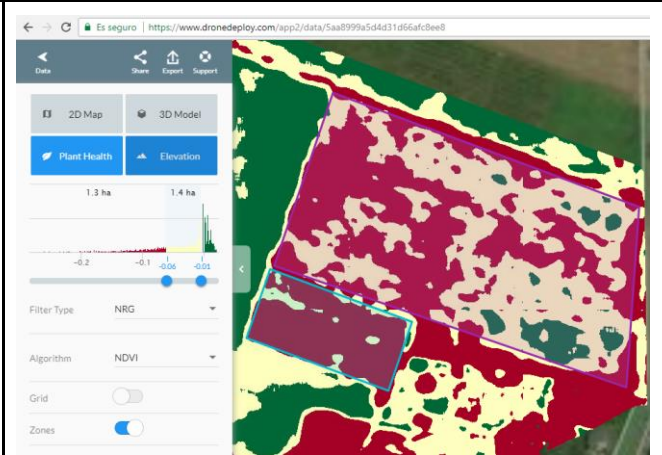 Es seguro | https://www.dronedeploy.com/app2/data/5aa8999a5d4d31d66afc8ee8
Data Share Export Support
2D Map 3D Model
Plant Health Elevation
1.3 ha 1.4 ha
-0.2 -0.1 -0.06 -0.01
Filter Type NRG
Algorithm NDVI
Grid
Zones